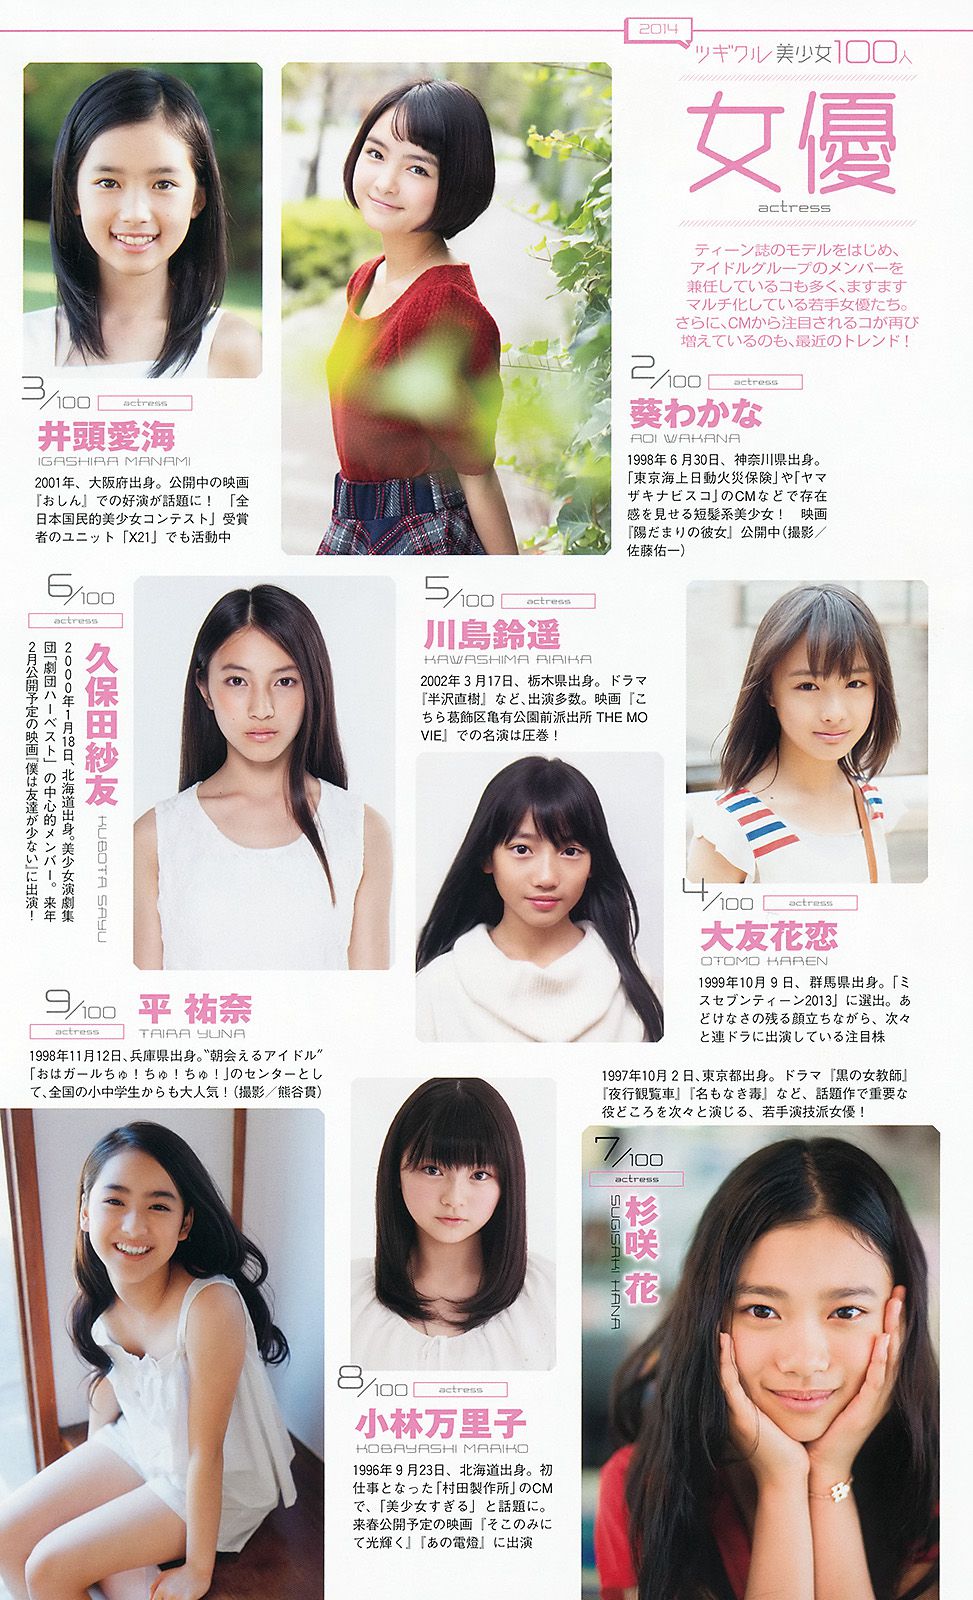 2014
ツギクル美少女100人
女優
actress
ティーン誌のモデルをはじめ、
アイドルグループのメンバーを
兼任しているコも多く、ますます
マルチ化している若手女優たち。
さらに、CMから注目されるコが再び
増えているのも、最近のトレンド！
2/100 actress
葵わかな
AOI WAKANA
1998年6月30日、神奈川県出身。
「東京海上日動火災保険」や「ヤマ
ザキナビスコ」のCMなどで存在
感を見せる短髪系美少女！ 映画
『陽だまりの彼女』公開中(撮影／
佐藤佑一)
3/100 actress
井頭愛海
IGASHIRA MANAMI
2001年、大阪府出身。公開中の映画
『おしん』での好演が話題に！ 「全
日本国民的美少女コンテスト」受賞
者のユニット「X21」でも活動中
6/100
actress
久保田紗友
KUBOTA SAYU
2000年1月18日、北海道出身。美少女演劇集
団「劇団ハーベスト」の中心的メンバー。来年
2月公開予定の映画『僕は友達が少ない』に出演！
5/100 actress
川島鈴遥
KAWASHIMA RIRIKA
2002年3月17日、栃木県出身。ドラマ
『半沢直樹』など、出演多数。映画『こ
ちら葛飾区亀有公園前派出所 THE MO
VIE』での名演は圧巻！
4/100 actress
大友花恋
OTOMO KAREN
1999年10月9日、群馬県出身。「ミ
スセブンティーン2013」に選出。あ
どけなさの残る顔立ちながら、次々
と連ドラに出演している注目株
9/100
actress
平 祐奈
TAIRA YUNA
1998年11月12日、兵庫県出身。“朝会えるアイドル”
「おはガールちゅ！ちゅ！ちゅ！」のセンターとし
て、全国の小中学生からも大人気！(撮影／熊谷貫)
1997年10月2日、東京都出身。ドラマ『黒の女教師』
『夜行観覧車』『名もなき毒』など、話題作で重要な
役どころを次々と演じる、若手演技派女優！
7/100
actress
杉咲 花
SUGISAKI HANA
8/100 actress
小林万里子
KOBAYASHI MARIKO
1996年9月23日、北海道出身。初
仕事となった「村田製作所」のCM
で、「美少女すぎる」と話題に。
来春公開予定の映画『そこのみに
て光輝く』『あの電燈』に出演